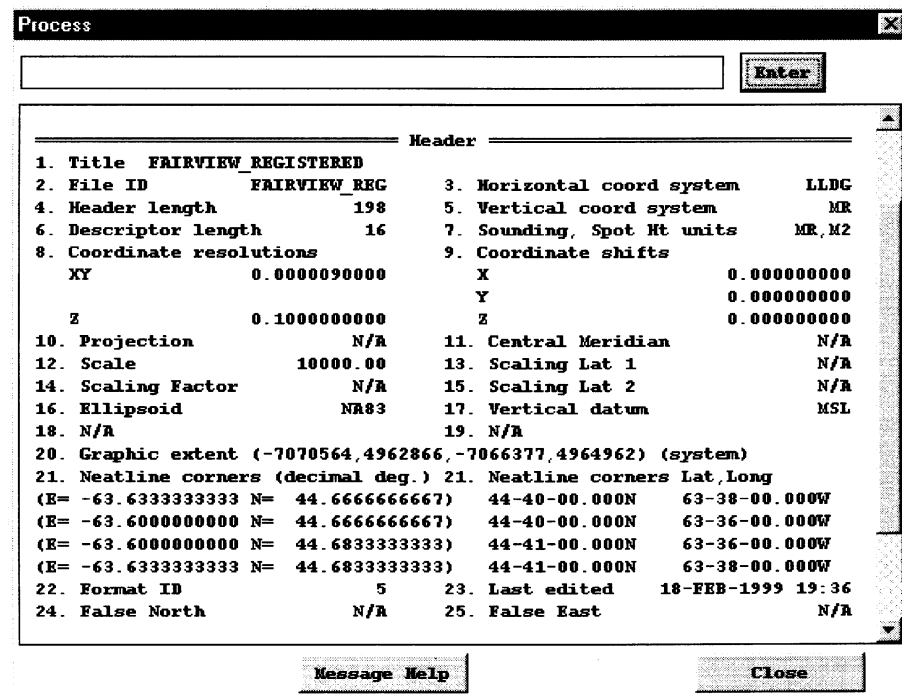 Process
Enter
Header
1. Title FAIRVIEW_REGISTERED
2. File ID FAIRVIEW_REG 3. Horizontal coord system LLDG
4. Header length 198 5. Vertical coord system MR
6. Descriptor length 16 7. Sounding, Spot Ht units MR,M2
8. Coordinate resolutions 9. Coordinate shifts
XY 0.0000090000 X 0.000000000
Y 0.000000000
Z 0.1000000000 Z 0.000000000
10. Projection N/A 11. Central Meridian N/A
12. Scale 10000.00 13. Scaling Lat 1 N/A
14. Scaling Factor N/A 15. Scaling Lat 2 N/A
16. Ellipsoid NA83 17. Vertical datum MSL
18. N/A 19. N/A
20. Graphic extent (-7070564,4962866,-7066377,4964962) (system)
21. Neatline corners (decimal deg.) 21. Neatline corners Lat,Long
(E= -63.6333333333 N= 44.6666666667) 44-40-00.000N 63-38-00.000W
(E= -63.6000000000 N= 44.6666666667) 44-40-00.000N 63-36-00.000W
(E= -63.6000000000 N= 44.6833333333) 44-41-00.000N 63-36-00.000W
(E= -63.6333333333 N= 44.6833333333) 44-41-00.000N 63-38-00.000W
22. Format ID 5 23. Last edited 18-FEB-1999 19:36
24. False North N/A 25. False East N/A
Message Help Close